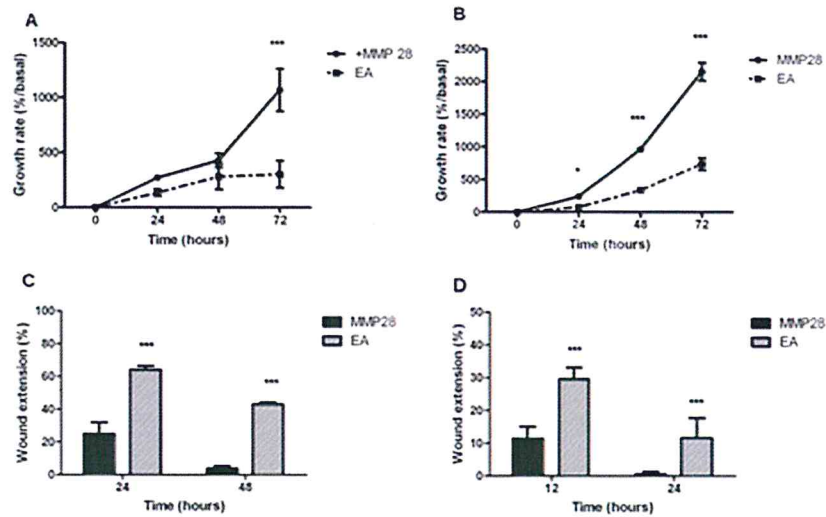 A
1500
1000
500
0
Growth rate (%/basal)
0 24 48 72
Time (hours)
***
+MMP 28
EA
B
2500
2000
1500
1000
500
0
Growth rate (%/basal)
0 24 48 72
Time (hours)
*
***
***
MMP28
EA
C
100
80
60
40
20
0
Wound extension (%)
24 48
Time (hours)
***
***
MMP28
EA
D
50
40
30
20
10
0
Wound extension (%)
12 24
Time (hours)
***
***
MMP28
EA